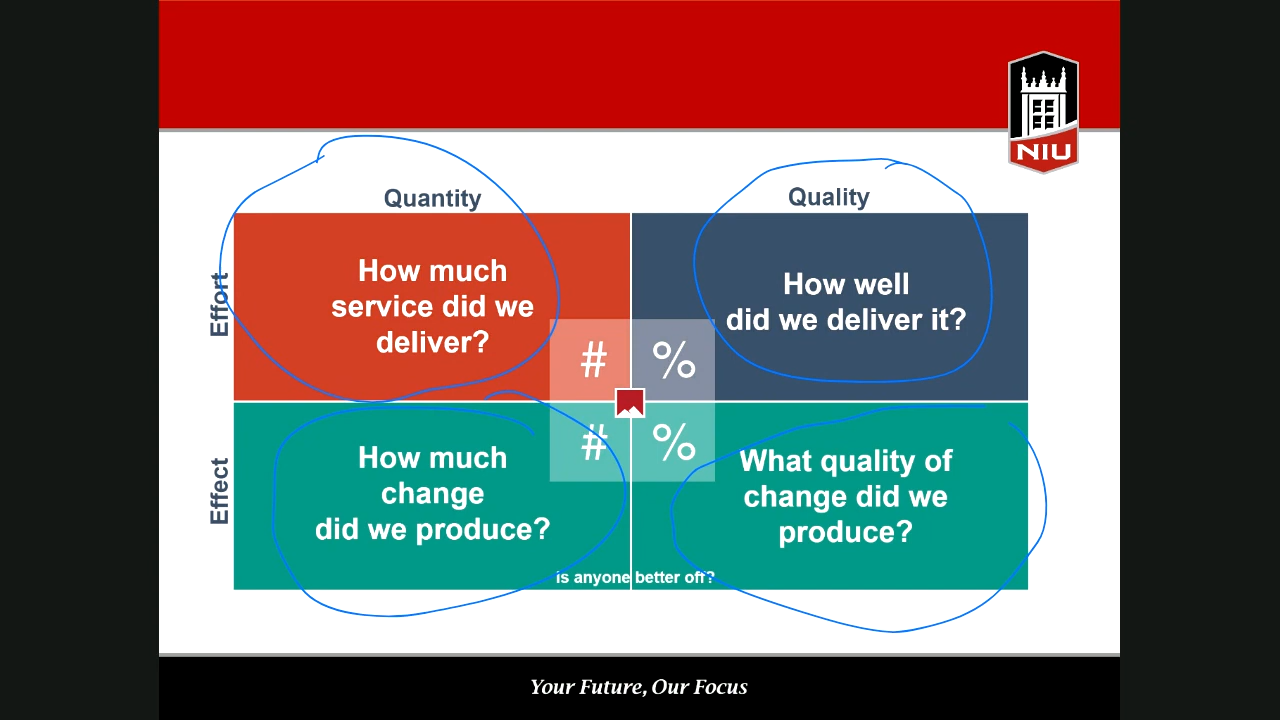 NIU
Quantity
Quality
Effort
How much
service did we
deliver?
How well
did we deliver it?
#
%
Effect
How much
change
did we produce?
#
%
What quality of
change did we
produce?
is anyone better off?
Your Future, Our Focus